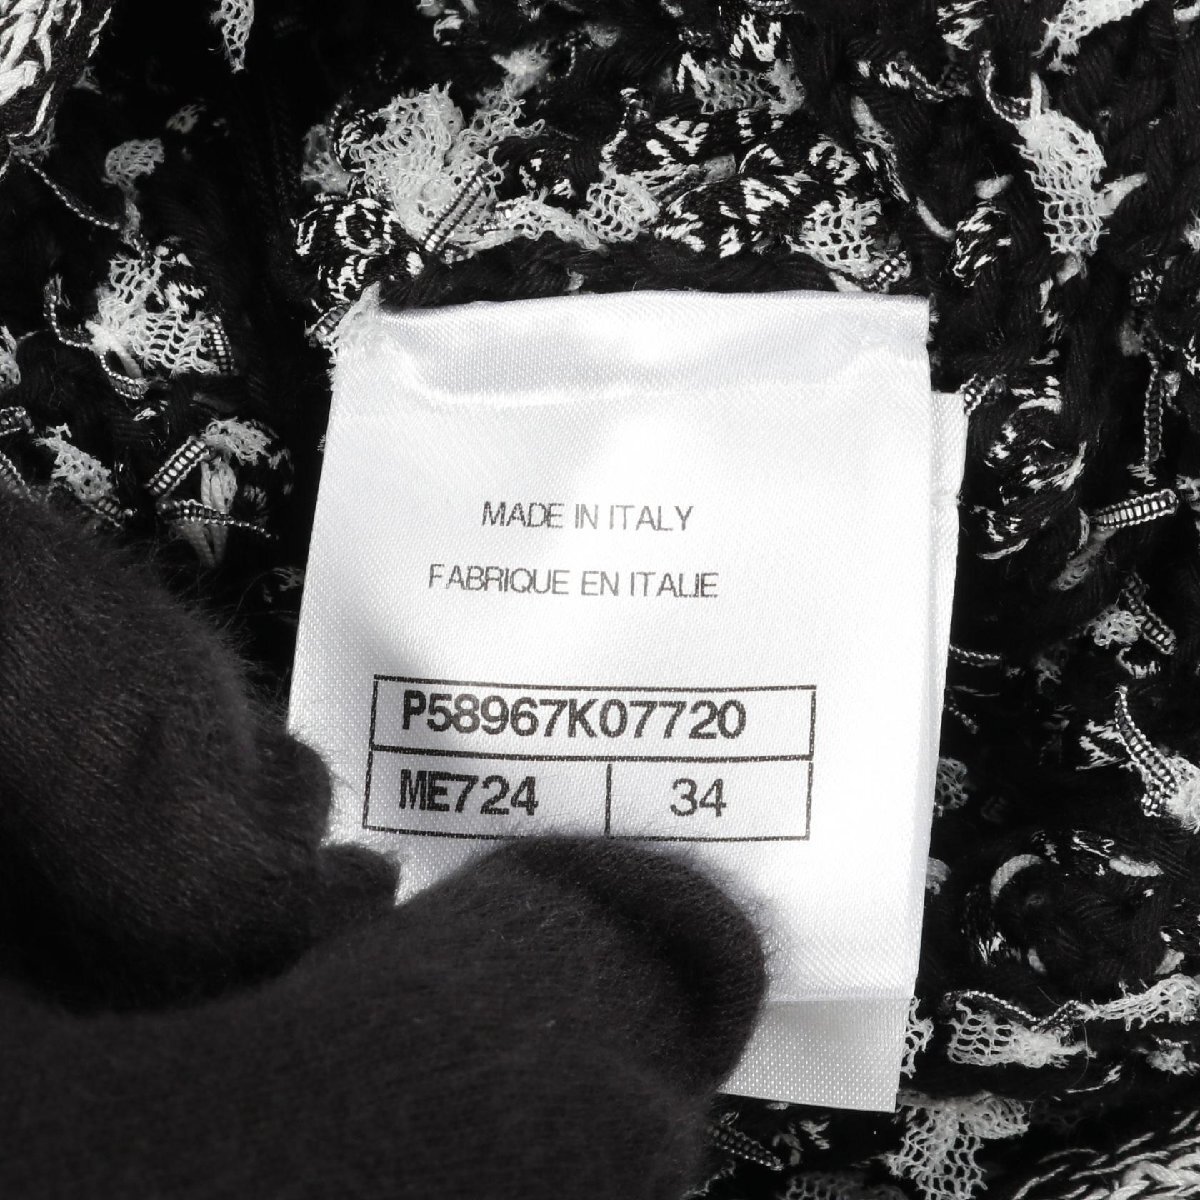 MADE IN ITALY
FABRIQUE EN ITALIE
P58967K07720
ME724 34